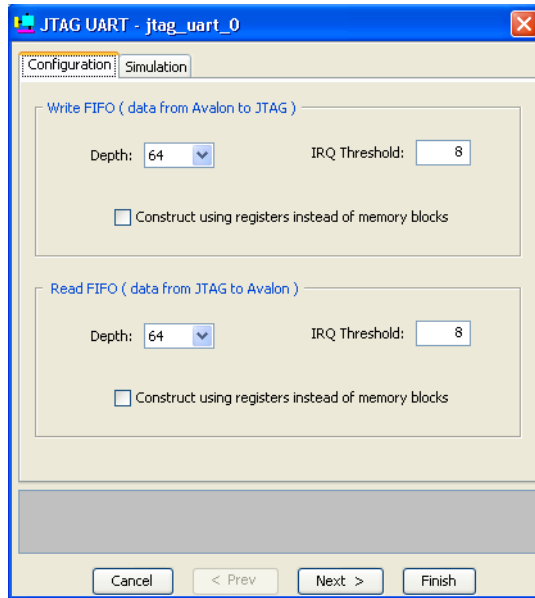 JTAG UART - jtag_uart_0
Configuration Simulation
Write FIFO ( data from Avalon to JTAG )
Depth: 64 IRQ Threshold: 8
Construct using registers instead of memory blocks
Read FIFO ( data from JTAG to Avalon )
Depth: 64 IRQ Threshold: 8
Construct using registers instead of memory blocks
Cancel < Prev Next > Finish